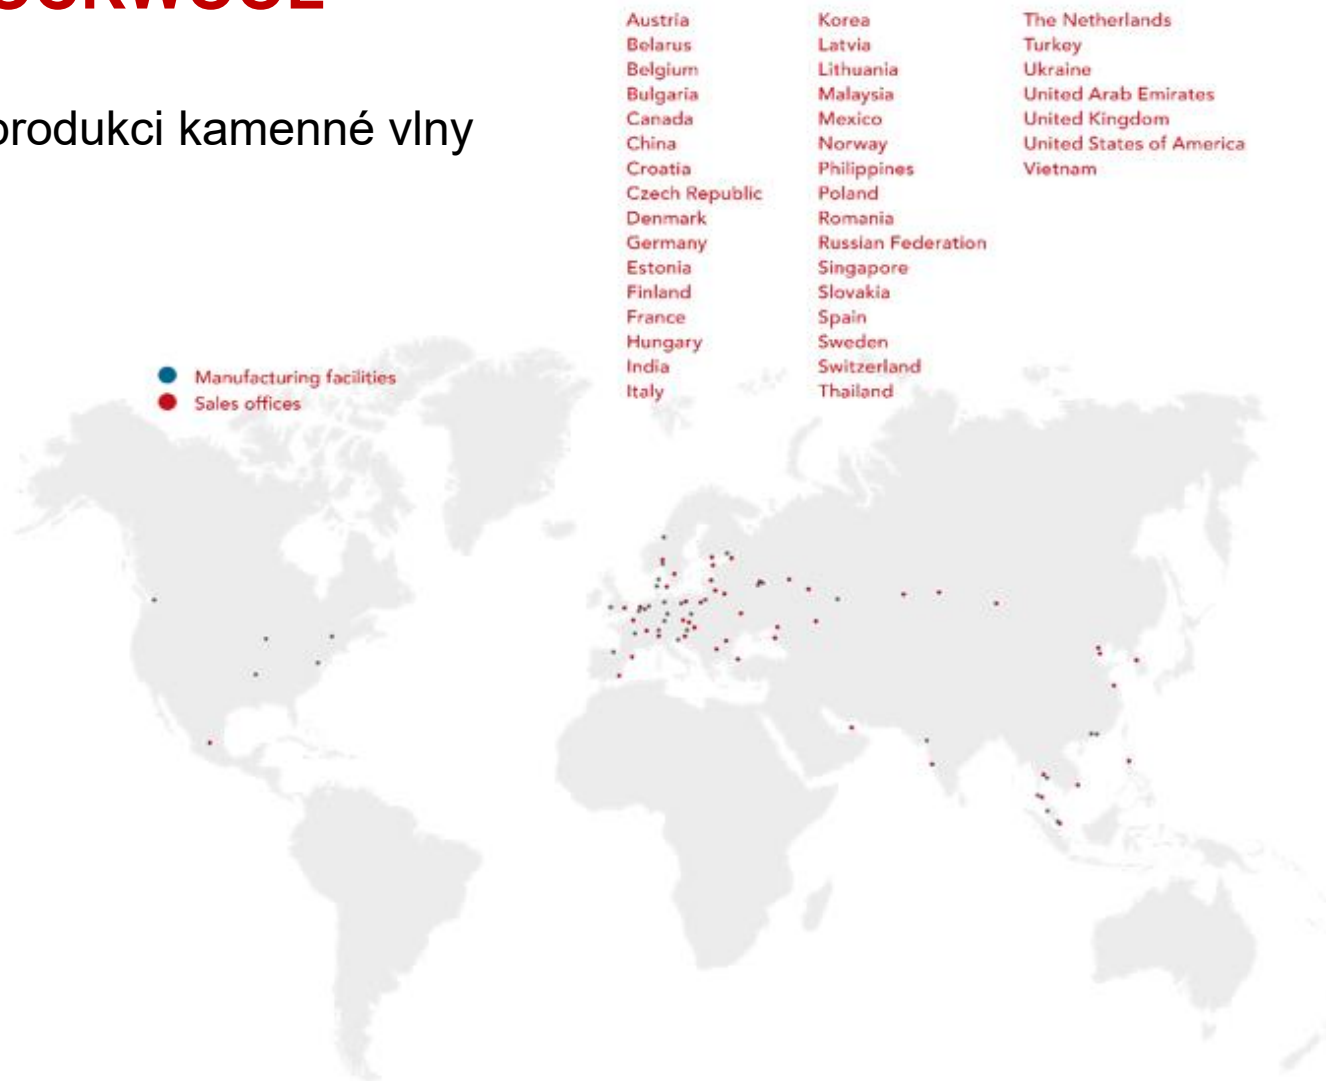 produkci kamenné vlny
Austria
Belarus
Belgium
Bulgaria
Canada
China
Croatia
Czech Republic
Denmark
Germany
Estonia
Finland
France
Hungary
India
Italy
Korea
Latvia
Lithuania
Malaysia
Mexico
Norway
Philippines
Poland
Romania
Russian Federation
Singapore
Slovakia
Spain
Sweden
Switzerland
Thailand
The Netherlands
Turkey
Ukraine
United Arab Emirates
United Kingdom
United States of America
Vietnam
Manufacturing facilities
Sales offices